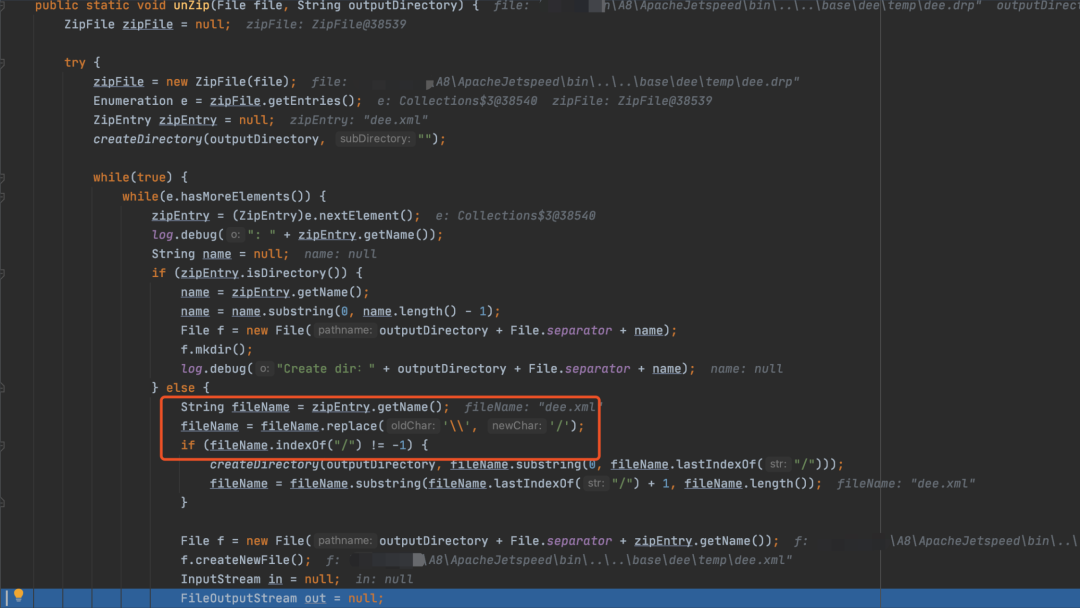 public static void unZip(File file, String outputDirectory) { file: n\A8\ApacheJetspeed\bin\..\..\base\dee\temp\dee.drp" outputDirect
ZipFile zipFile = null; zipFile: ZipFile@38539
try {
zipFile = new ZipFile(file); file: A8\ApacheJetspeed\bin\..\..\base\dee\temp\dee.drp"
Enumeration e = zipFile.getEntries(); e: Collections$3@38540 zipFile: ZipFile@38539
ZipEntry zipEntry = null; zipEntry: "dee.xml"
createDirectory(outputDirectory, subDirectory: "");
while(true) {
while(e.hasMoreElements()) {
zipEntry = (ZipEntry)e.nextElement(); e: Collections$3@38540
log.debug( o: ": " + zipEntry.getName());
String name = null; name: null
if (zipEntry.isDirectory()) {
name = zipEntry.getName();
name = name.substring(0, name.length() - 1);
File f = new File( pathname: outputDirectory + File.separator + name);
f.mkdir();
log.debug( o: "Create dir: " + outputDirectory + File.separator + name); name: null
} else {
String fileName = zipEntry.getName(); fileName: "dee.xml
fileName = fileName.replace( oldChar: '\\', newChar: '/');
if (fileName.indexOf("/") != -1) {
createDirectory(outputDirectory, fileName.substring(0, fileName.lastIndexOf( str: "/")));
fileName = fileName.substring(fileName.lastIndexOf( str: "/") + 1, fileName.length()); fileName: "dee.xml"
}
File f = new File( pathname: outputDirectory + File.separator + zipEntry.getName()); f: \A8\ApacheJetspeed\bin\..\
f.createNewFile(); f: \A8\ApacheJetspeed\bin\..\..\base\dee\temp\dee.xml"
InputStream in = null; in: null
FileOutputStream out = null;